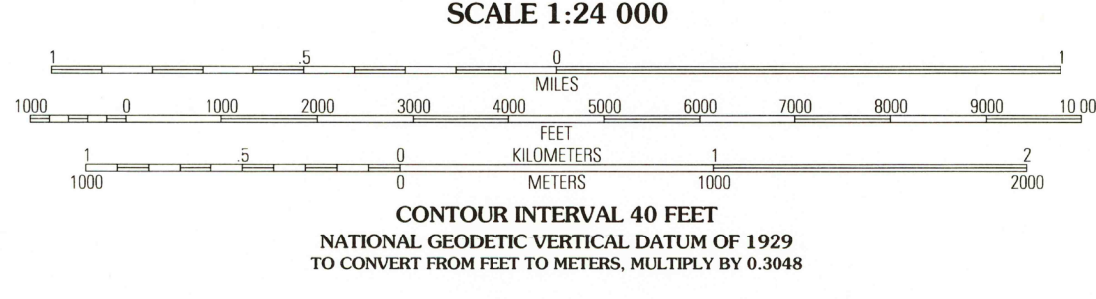 SCALE 1:24 000
1 .5 0 1
MILES
1000 0 1000 2000 3000 4000 5000 6000 7000 8000 9000 10 00
FEET
1 .5 0 KILOMETERS 1 2
1000 0 METERS 1000 2000
CONTOUR INTERVAL 40 FEET
NATIONAL GEODETIC VERTICAL DATUM OF 1929
TO CONVERT FROM FEET TO METERS, MULTIPLY BY 0.3048